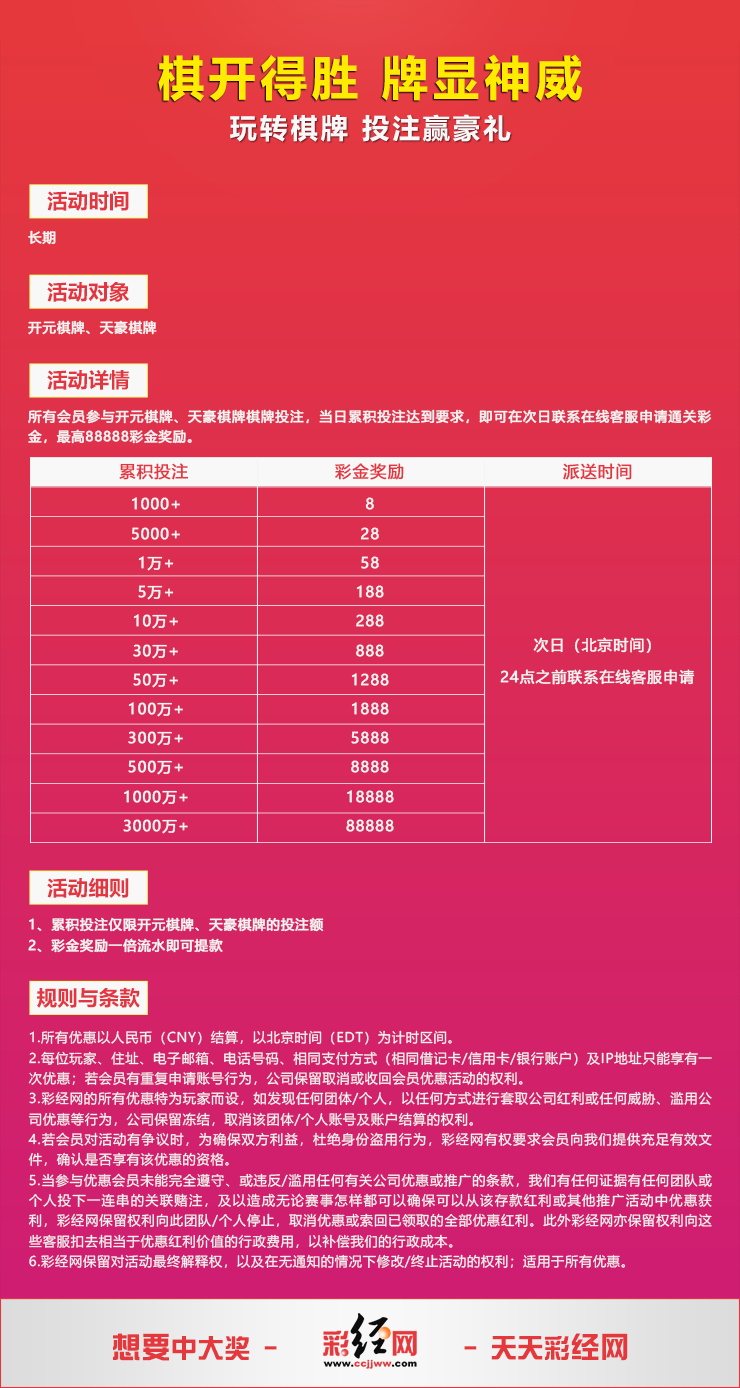 棋开得胜 牌显神威
玩转棋牌 投注赢豪礼
活动时间
长期
活动对象
开元棋牌、天豪棋牌
活动详情
所有会员参与开元棋牌、天豪棋牌棋牌投注，当日累积投注达到要求，即可在次日联系在线客服申请通关彩
金，最高88888彩金奖励。
累积投注 彩金奖励 派送时间
1000+ 8
5000+ 28
1万+ 58
5万+ 188
10万+ 288
30万+ 888
50万+ 1288
100万+ 1888
300万+ 5888
500万+ 8888
1000万+ 18888
3000万+ 88888
次日（北京时间）
24点之前联系在线客服申请
活动细则
1、累积投注仅限开元棋牌、天豪棋牌的投注额
2、彩金奖励一倍流水即可提款
规则与条款
1.所有优惠以人民币（CNY）结算，以北京时间（EDT）为计时区间。
2.每位玩家、住址、电子邮箱、电话号码、相同支付方式（相同借记卡/信用卡/银行账户）及IP地址只能享有一
次优惠；若会员有重复申请账号行为，公司保留取消或收回会员优惠活动的权利。
3.彩经网的所有优惠特为玩家而设，如发现任何团体/个人，以任何方式进行套取公司红利或任何威胁、滥用公
司优惠等行为，公司保留冻结，取消该团体/个人账号及账户结算的权利。
4.若会员对活动有争议时，为确保双方利益，杜绝身份盗用行为，彩经网有权要求会员向我们提供充足有效文
件，确认是否享有该优惠的资格。
5.当参与优惠会员未能完全遵守、或违反/滥用任何有关公司优惠或推广的条款，我们有任何证据有任何团队或
个人投下一连串的关联赌注，及以造成无论赛事怎样都可以确保可以从该存款红利或其他推广活动中优惠获
利，彩经网保留权利向此团队/个人停止，取消优惠或索回已领取的全部优惠红利。此外彩经网亦保留权利向这
些客服扣去相当于优惠红利价值的行政费用，以补偿我们的行政成本。
6.彩经网保留对活动最终解释权，以及在无通知的情况下修改/终止活动的权利；适用于所有优惠。
想要中大奖 - 彩经网 - 天天彩经网
www.ccjjww.com